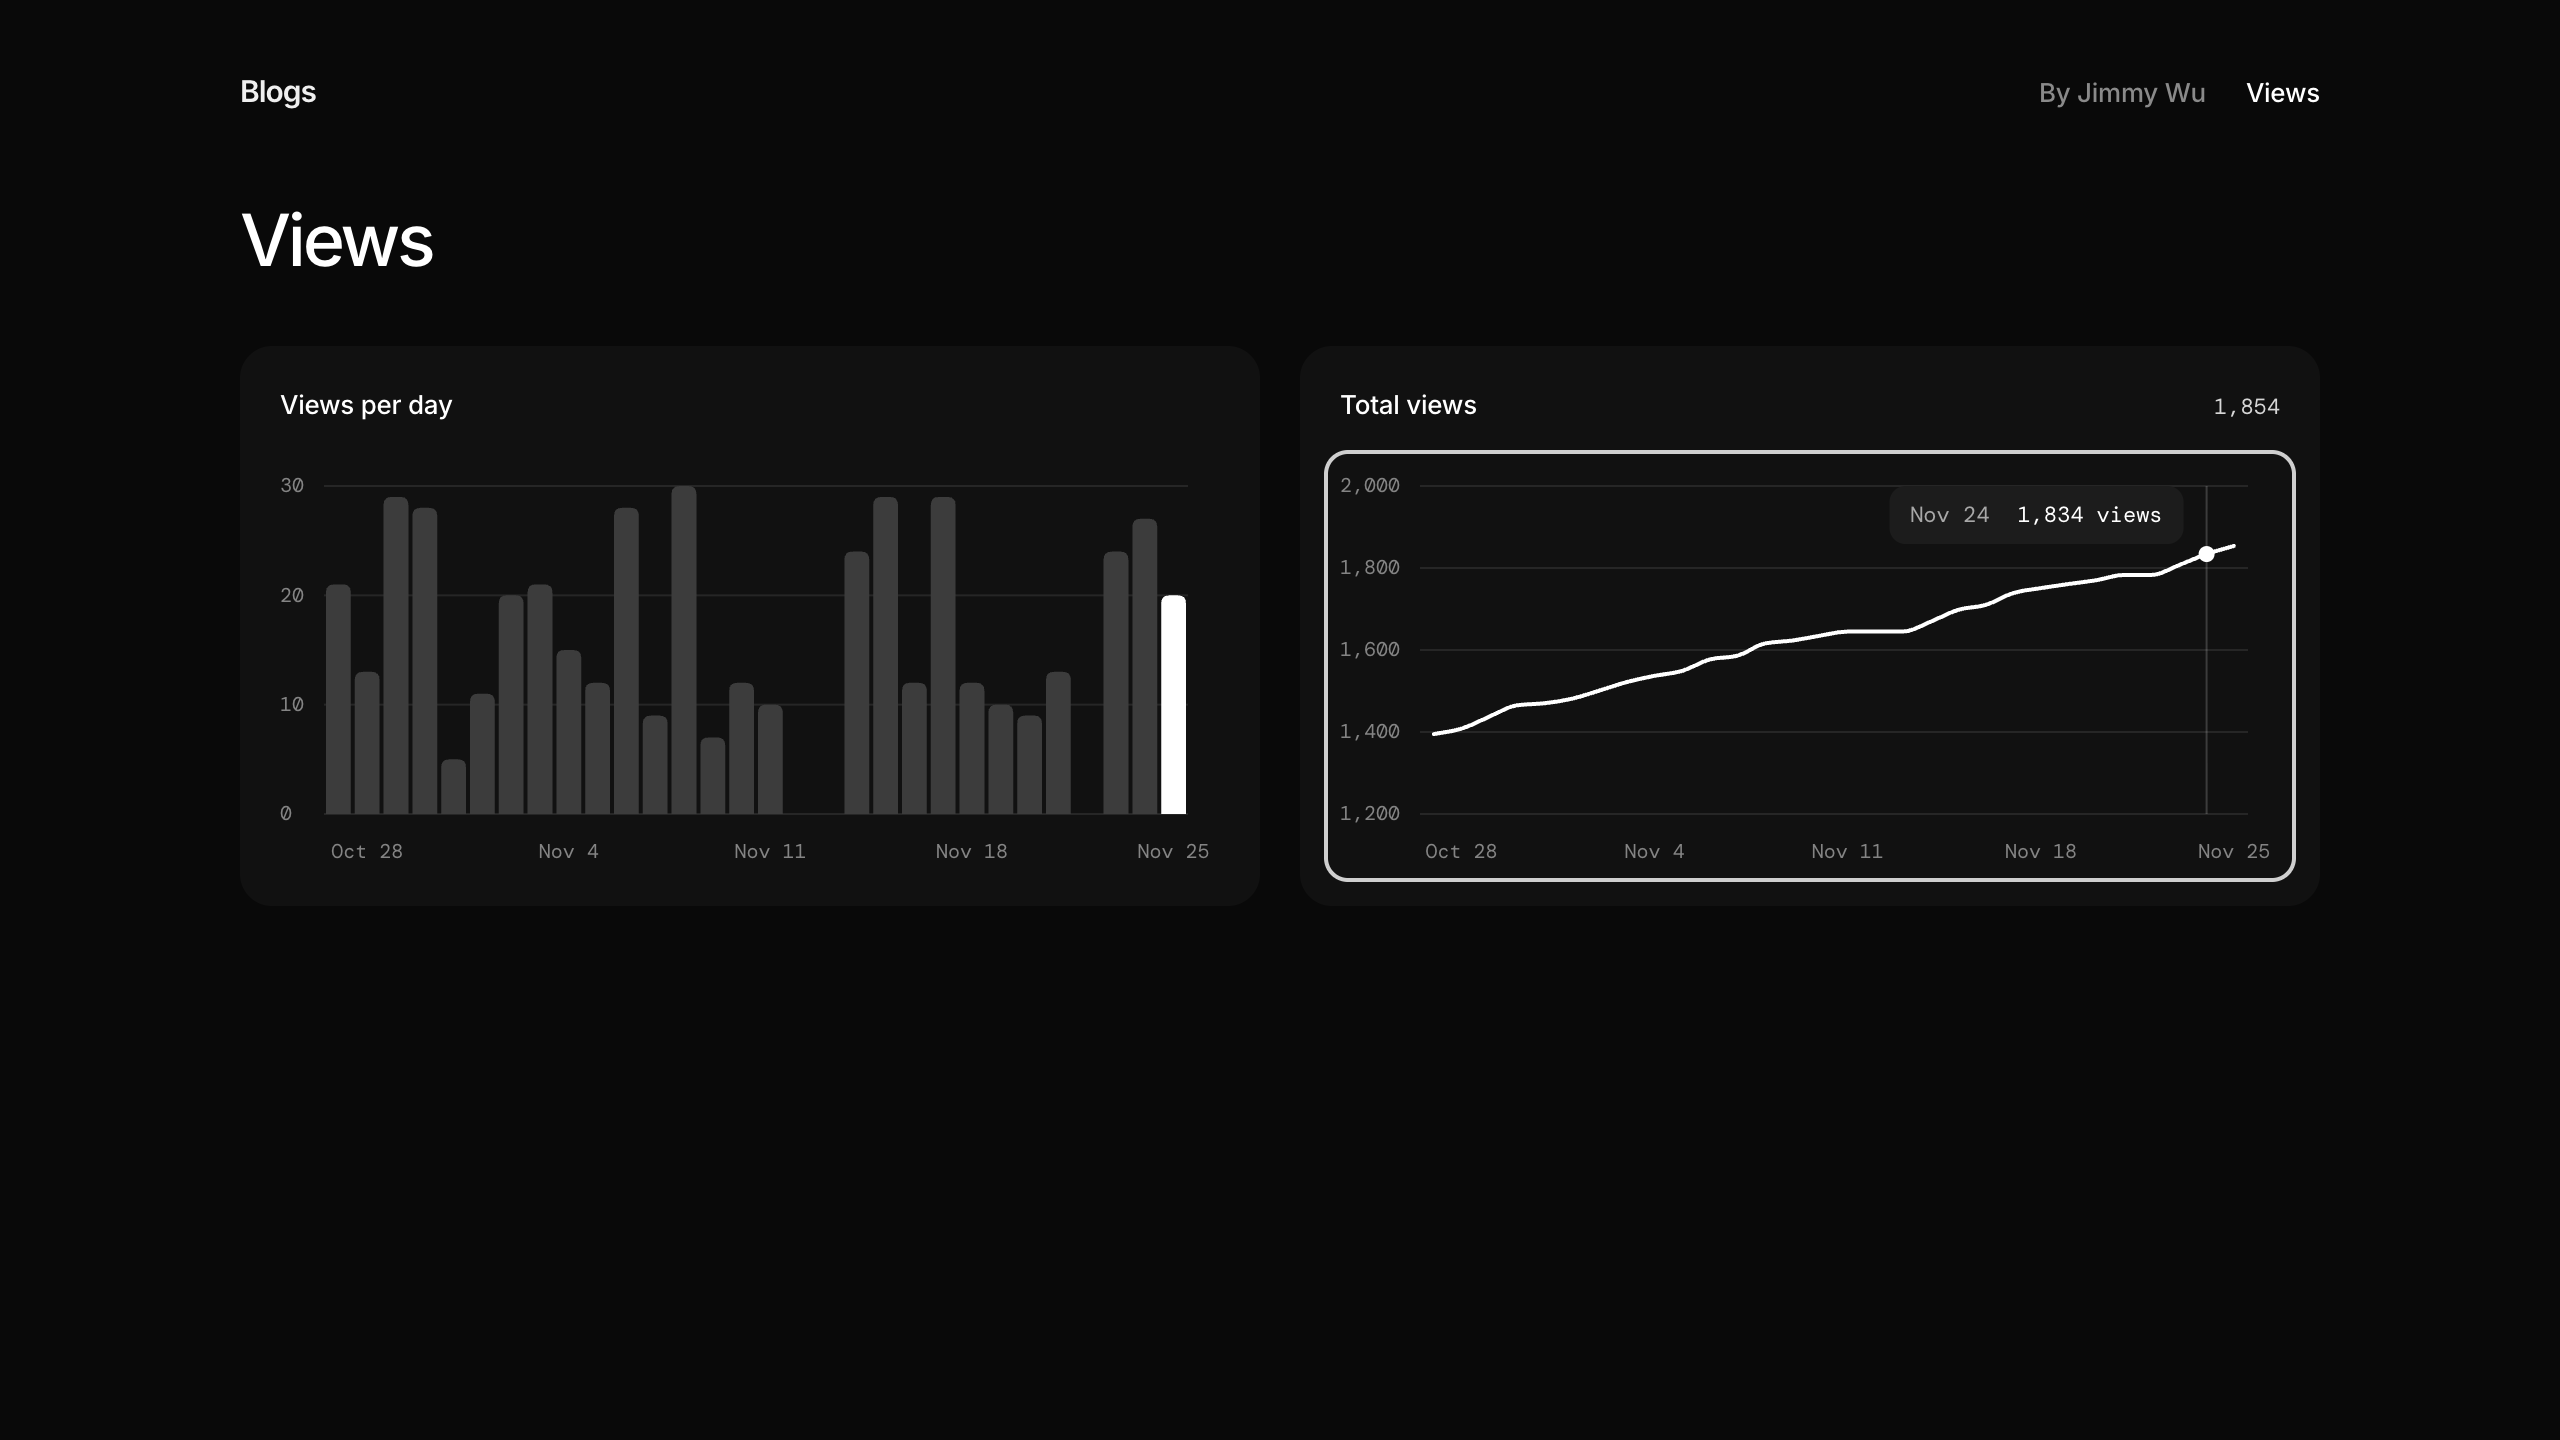 Blogs
By Jimmy Wu Views
Views
Views per day
30
20
10
0
Oct 28 Nov 4 Nov 11 Nov 18 Nov 25
Total views 1,854
2,000
Nov 24 1,834 views
1,800
1,600
1,400
1,200
Oct 28 Nov 4 Nov 11 Nov 18 Nov 25